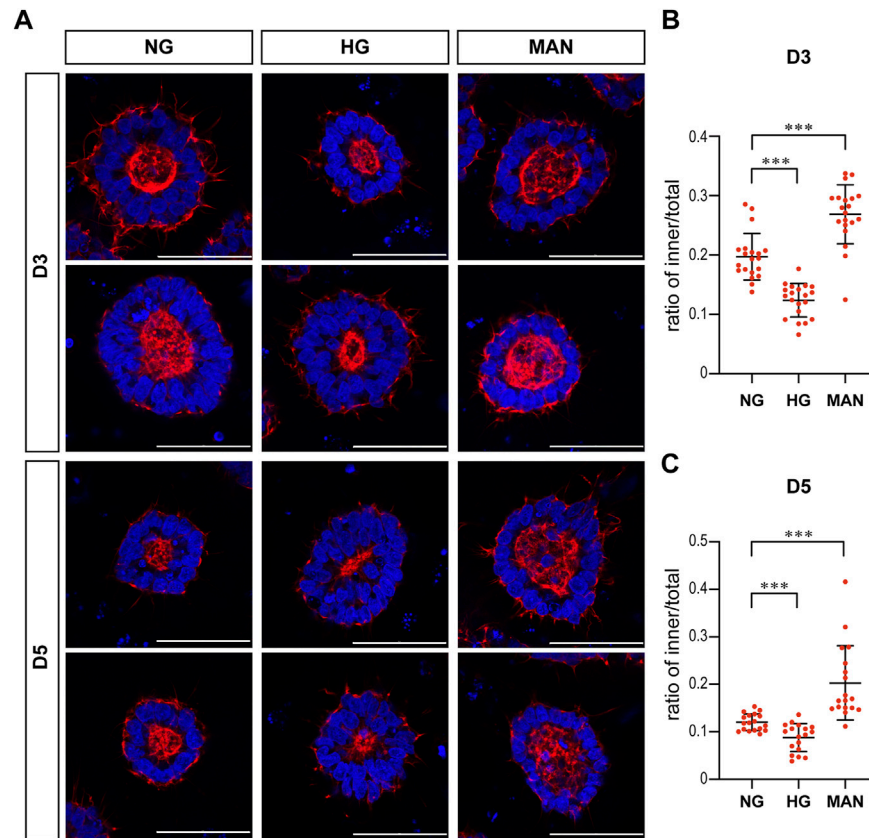 A
NG HG MAN
D3
D5
B
D3
ratio of inner/total
0.4
0.3
0.2
0.1
0
***
***
NG HG MAN
C
D5
ratio of inner/total
0.5
0.4
0.3
0.2
0.1
0
***
***
NG HG MAN